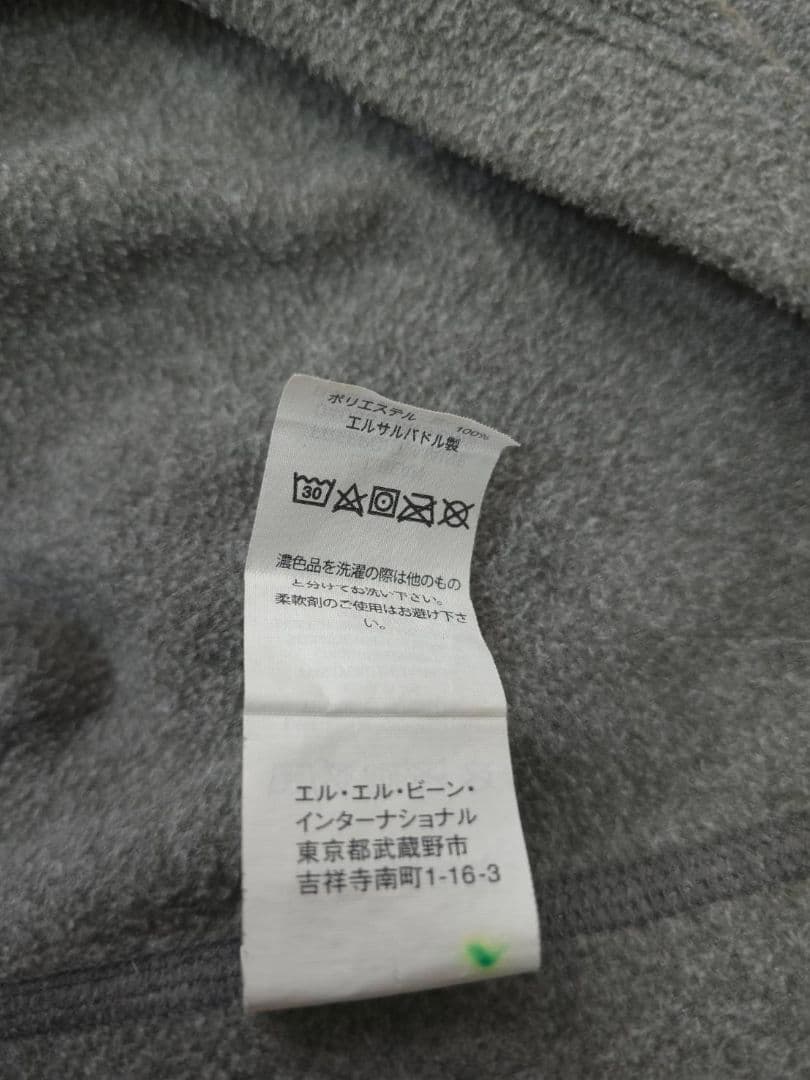 ポリエステル 100%
エルサルバドル製
30
濃色品を洗濯の際は他のもの
と分けてお洗い下さい。
柔軟剤のご使用はお避け下さ
い。
エル・エル・ビーン・
インターナショナル
東京都武蔵野市
吉祥寺南町1-16-3